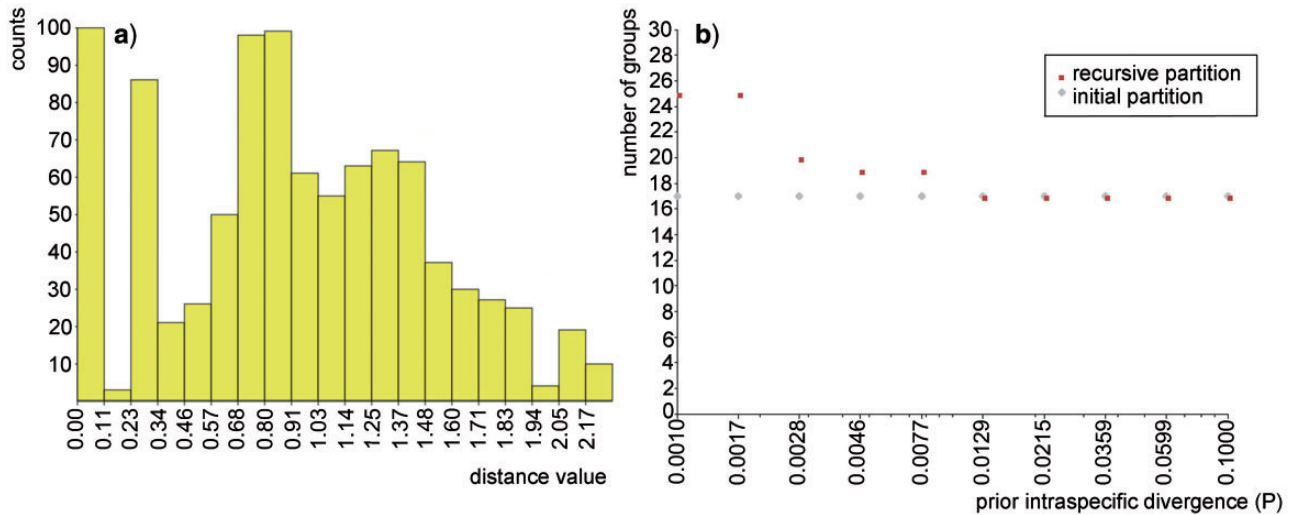 a)
counts
100
90
80
70
60
50
40
30
20
10
0.00 0.11 0.23 0.34 0.46 0.57 0.68 0.80 0.91 1.03 1.14 1.25 1.37 1.48 1.60 1.71 1.83 1.94 2.05 2.17
distance value
b)
number of groups
30
28
26
24
22
20
18
16
14
12
10
8
6
4
2
0
recursive partition
initial partition
0.0010 0.0017 0.0028 0.0046 0.0077 0.0129 0.0215 0.0359 0.0599 0.1000
prior intraspecific divergence (P)